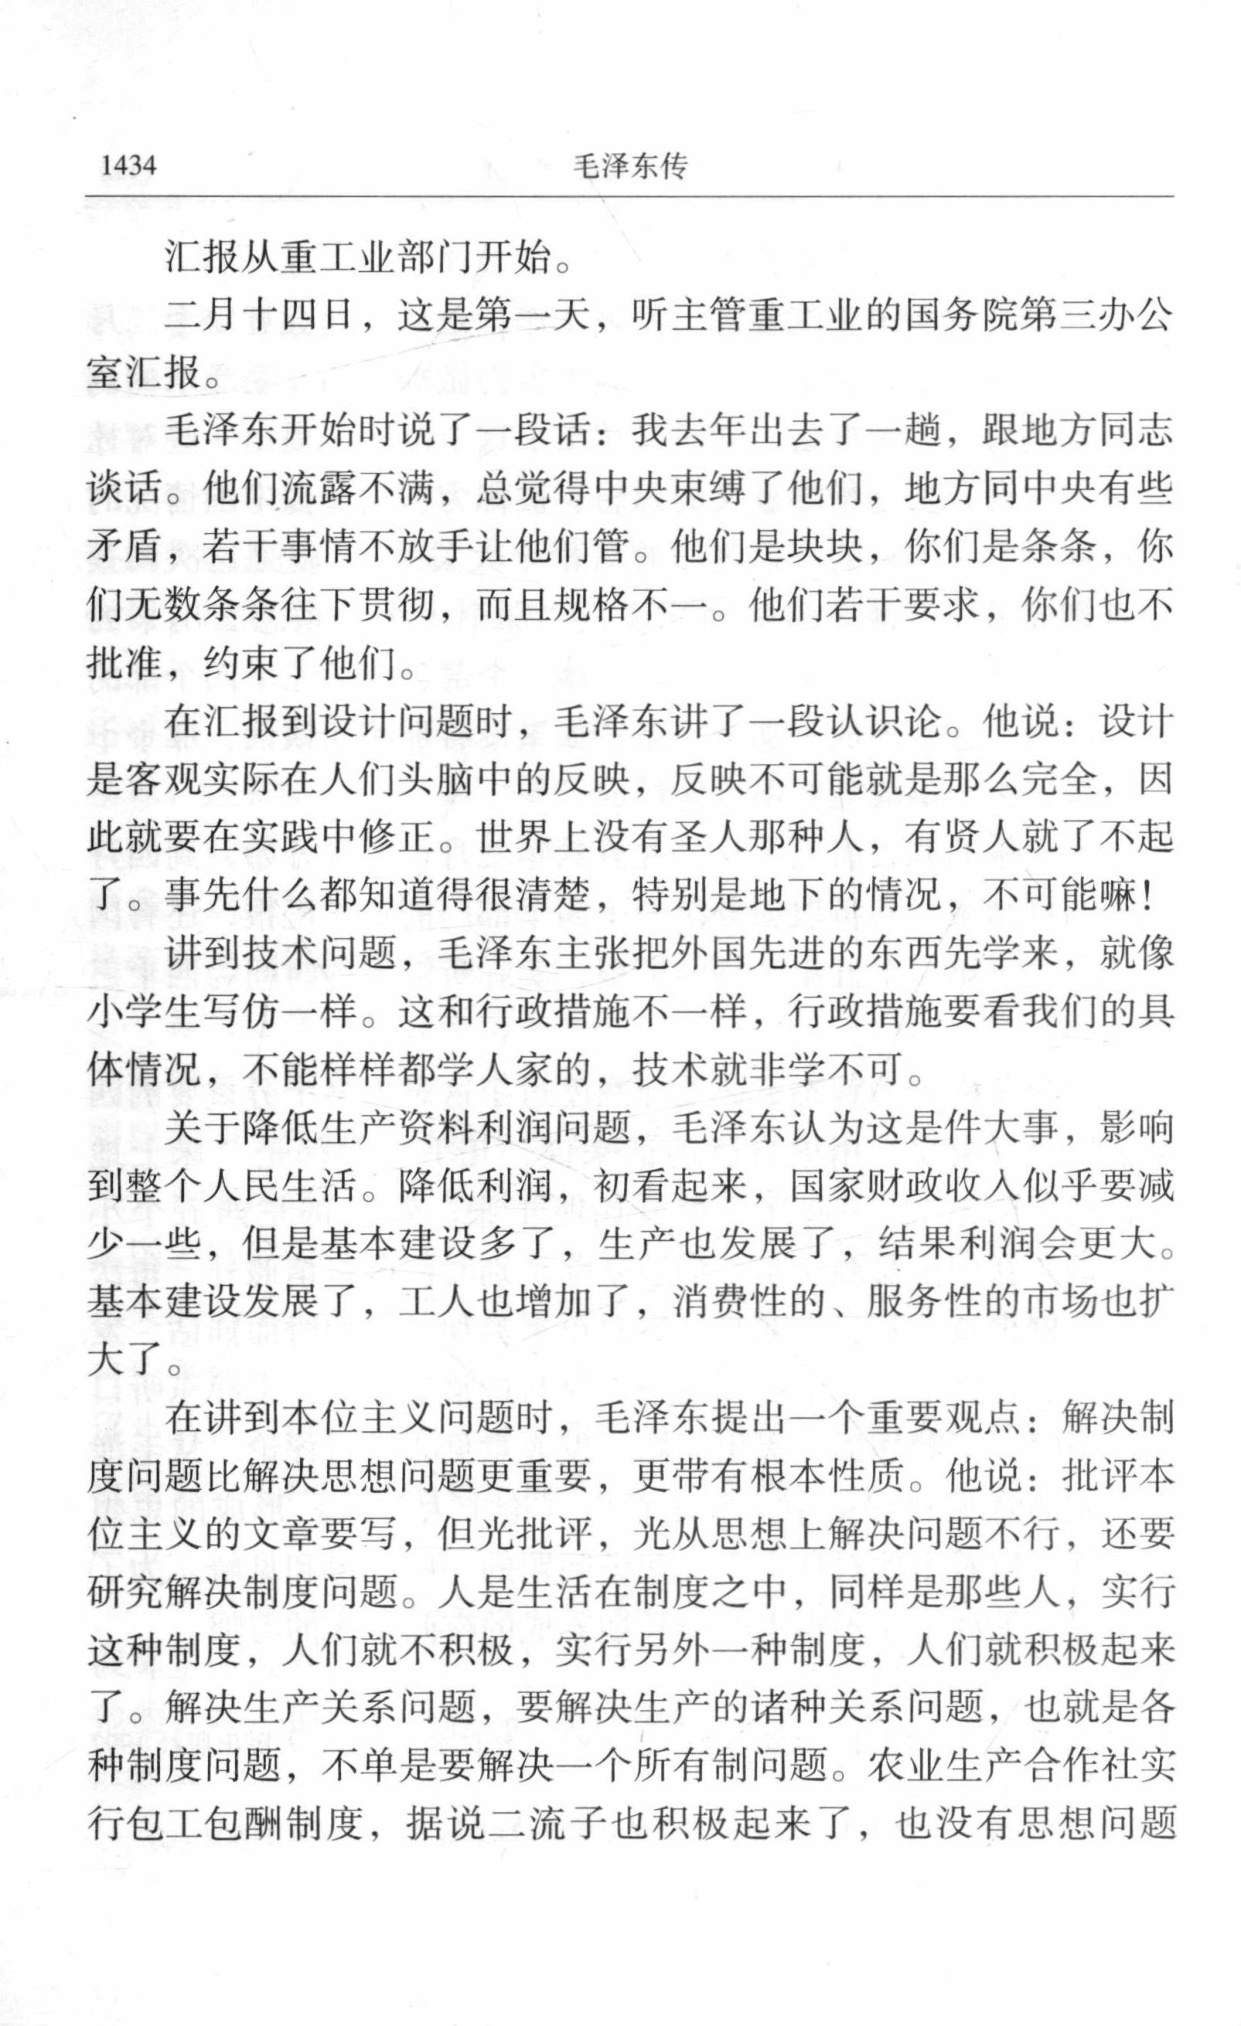 1434
毛泽东传
汇报从重工业部门开始。
二月十四日，这是第一天，听主管重工业的国务院第三办公
室汇报。
毛泽东开始时说了一段话：我去年出去了一趟，跟地方同志
谈话。他们流露不满，总觉得中央束缚了他们，地方同中央有些
矛盾，若干事情不放手让他们管。他们是块块，你们是条条，你
们无数条条往下贯彻，而且规格不一。他们若干要求，你们也不
批准，约束了他们。
在汇报到设计问题时，毛泽东讲了一段认识论。他说：设计
是客观实际在人们头脑中的反映，反映不可能就是那么完全，因
此就要在实践中修正。世界上没有圣人那种人，有贤人就了不起
了。事先什么都知道得很清楚，特别是地下的情况，不可能嘛！
讲到技术问题，毛泽东主张把外国先进的东西先学来，就像
小学生写仿一样。这和行政措施不一样，行政措施要看我们的具
体情况，不能样样都学人家的，技术就非学不可。
关于降低生产资料利润问题，毛泽东认为这是件大事，影响
到整个人民生活。降低利润，初看起来，国家财政收入似乎要减
少一些，但是基本建设多了，生产也发展了，结果利润会更大。
基本建设发展了，工人也增加了，消费性的、服务性的市场也扩
大了。
在讲到本位主义问题时，毛泽东提出一个重要观点：解决制
度问题比解决思想问题更重要，更带有根本性质。他说：批评本
位主义的文章要写，但光批评，光从思想上解决问题不行，还要
研究解决制度问题。人是生活在制度之中，同样是那些人，实行
这种制度，人们就不积极，实行另外一种制度，人们就积极起来
了。解决生产关系问题，要解决生产的诸种关系问题，也就是各
种制度问题，不单是要解决一个所有制问题。农业生产合作社实
行包工包酬制度，据说二流子也积极起来了，也没有思想问题